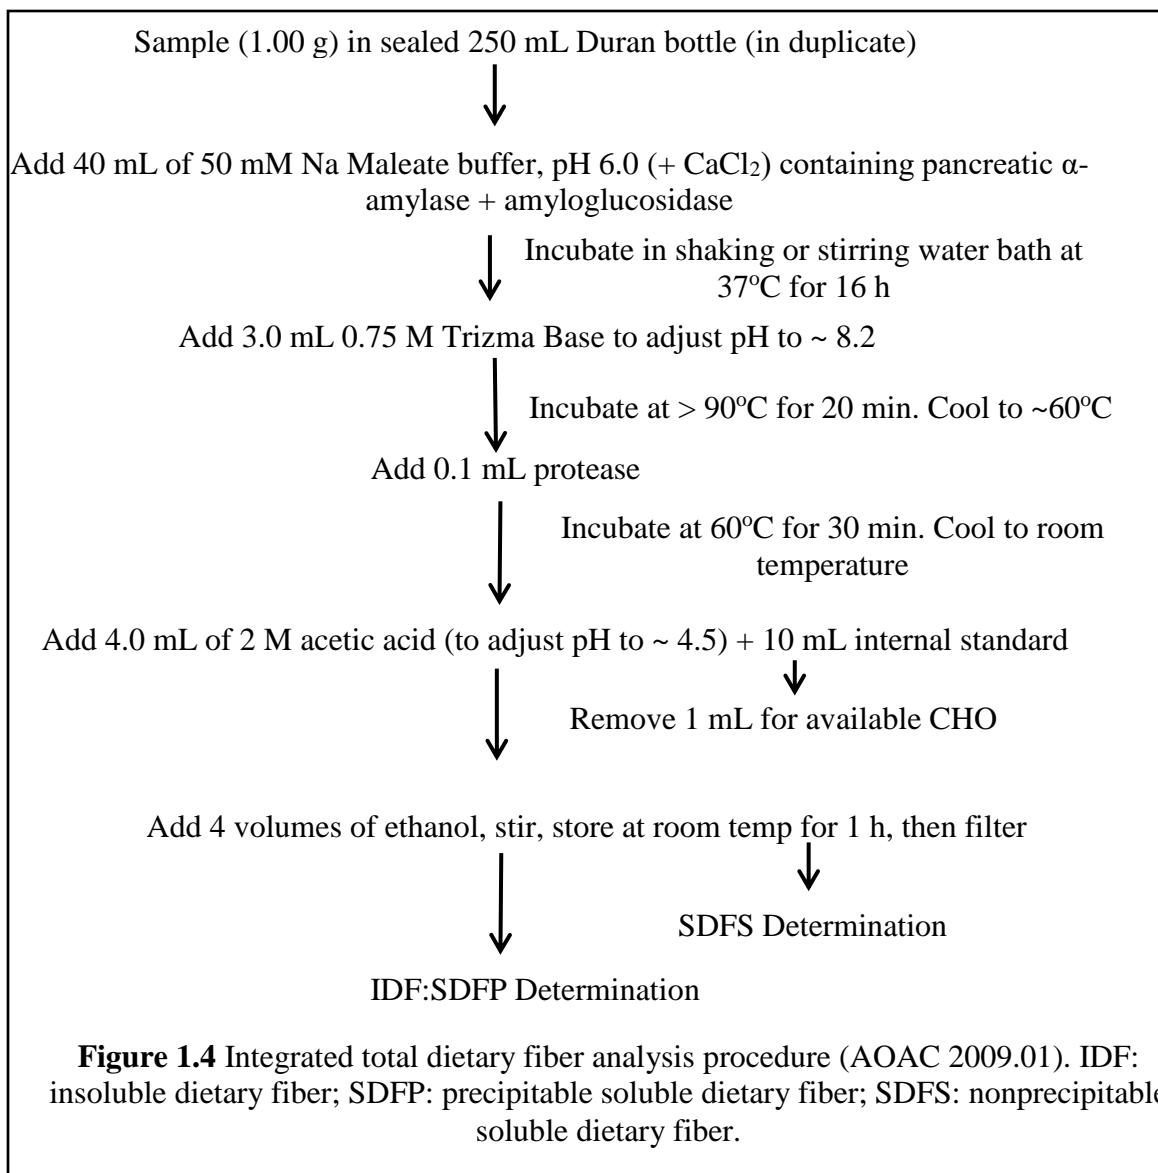 Sample (1.00 g) in sealed 250 mL Duran bottle (in duplicate)
Add 40 mL of 50 mM Na Maleate buffer, pH 6.0 (+ CaCl₂) containing pancreatic α-
amylase + amyloglucosidase
Incubate in shaking or stirring water bath at
37°C for 16 h
Add 3.0 mL 0.75 M Trizma Base to adjust pH to ~ 8.2
Incubate at > 90°C for 20 min. Cool to ~60°C
Add 0.1 mL protease
Incubate at 60°C for 30 min. Cool to room
temperature
Add 4.0 mL of 2 M acetic acid (to adjust pH to ~ 4.5) + 10 mL internal standard
Remove 1 mL for available CHO
Add 4 volumes of ethanol, stir, store at room temp for 1 h, then filter
SDFS Determination
IDF:SDFP Determination
Figure 1.4 Integrated total dietary fiber analysis procedure (AOAC 2009.01). IDF:
insoluble dietary fiber; SDFP: precipitable soluble dietary fiber; SDFS: nonprecipitable
soluble dietary fiber.